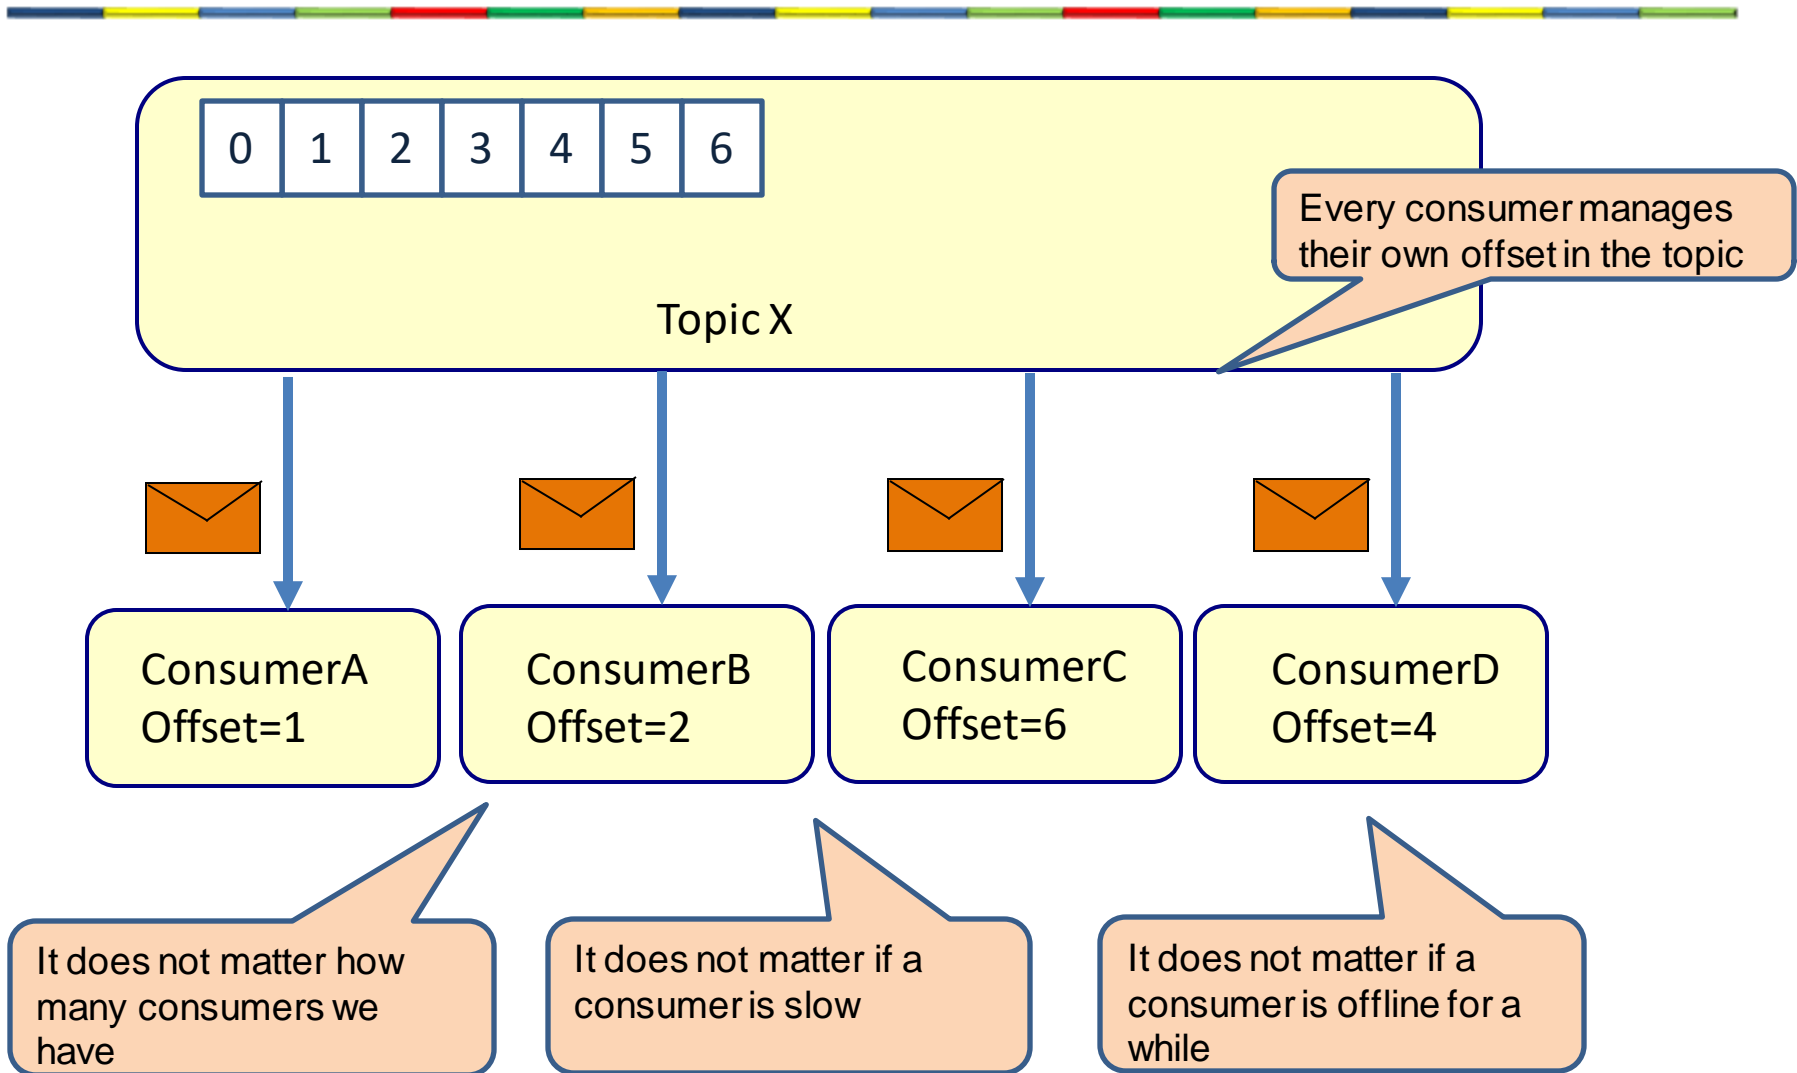 0 1 2 3 4 5 6
Every consumer manages
their own offset in the topic
Topic X
ConsumerA
Offset=1
ConsumerB
Offset=2
ConsumerC
Offset=6
ConsumerD
Offset=4
It does not matter how
many consumers we
have
It does not matter if a
consumer is slow
It does not matter if a
consumer is offline for a
while